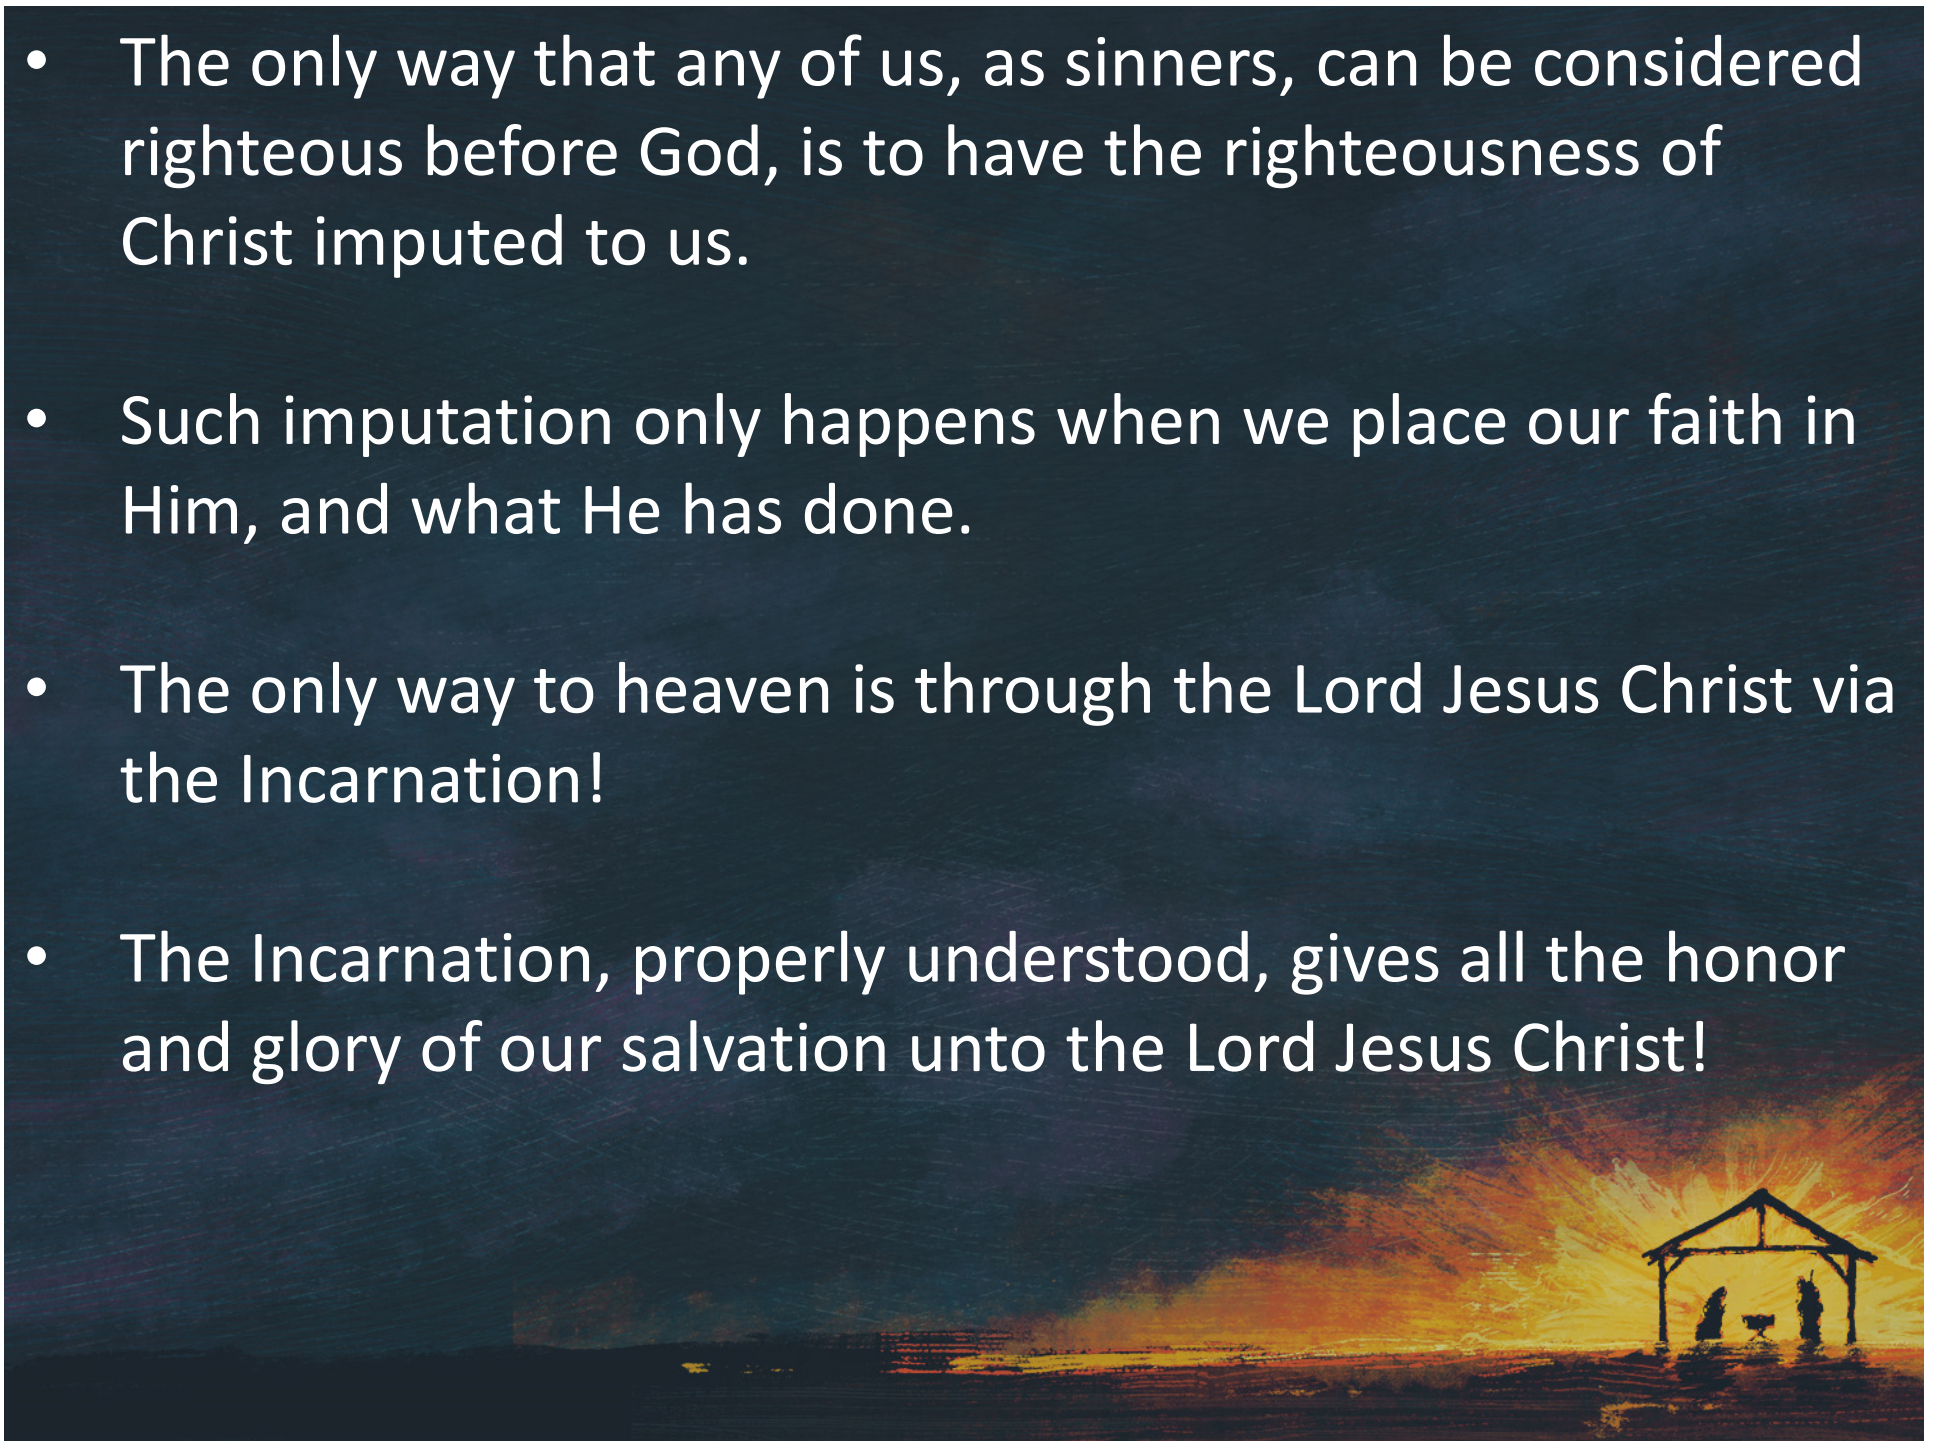 • The only way that any of us, as sinners, can be considered
righteous before God, is to have the righteousness of
Christ imputed to us.
• Such imputation only happens when we place our faith in
Him, and what He has done.
• The only way to heaven is through the Lord Jesus Christ via
the Incarnation!
• The Incarnation, properly understood, gives all the honor
and glory of our salvation unto the Lord Jesus Christ!